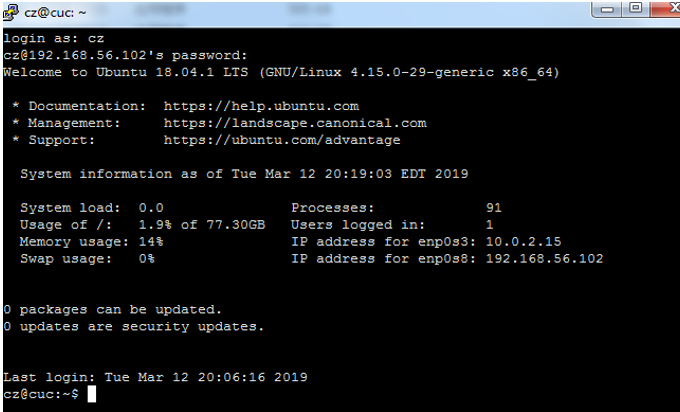 cz@cuc: ~
login as: cz
cz@192.168.56.102's password:
Welcome to Ubuntu 18.04.1 LTS (GNU/Linux 4.15.0-29-generic x86_64)
* Documentation:  https://help.ubuntu.com
* Management:     https://landscape.canonical.com
* Support:        https://ubuntu.com/advantage
System information as of Tue Mar 12 20:19:03 EDT 2019
System load:  0.0               Processes:             91
Usage of /:   1.9% of 77.30GB   Users logged in:       1
Memory usage: 14%               IP address for enp0s3: 10.0.2.15
Swap usage:   0%                IP address for enp0s8: 192.168.56.102
0 packages can be updated.
0 updates are security updates.
Last login: Tue Mar 12 20:06:16 2019
cz@cuc:~$